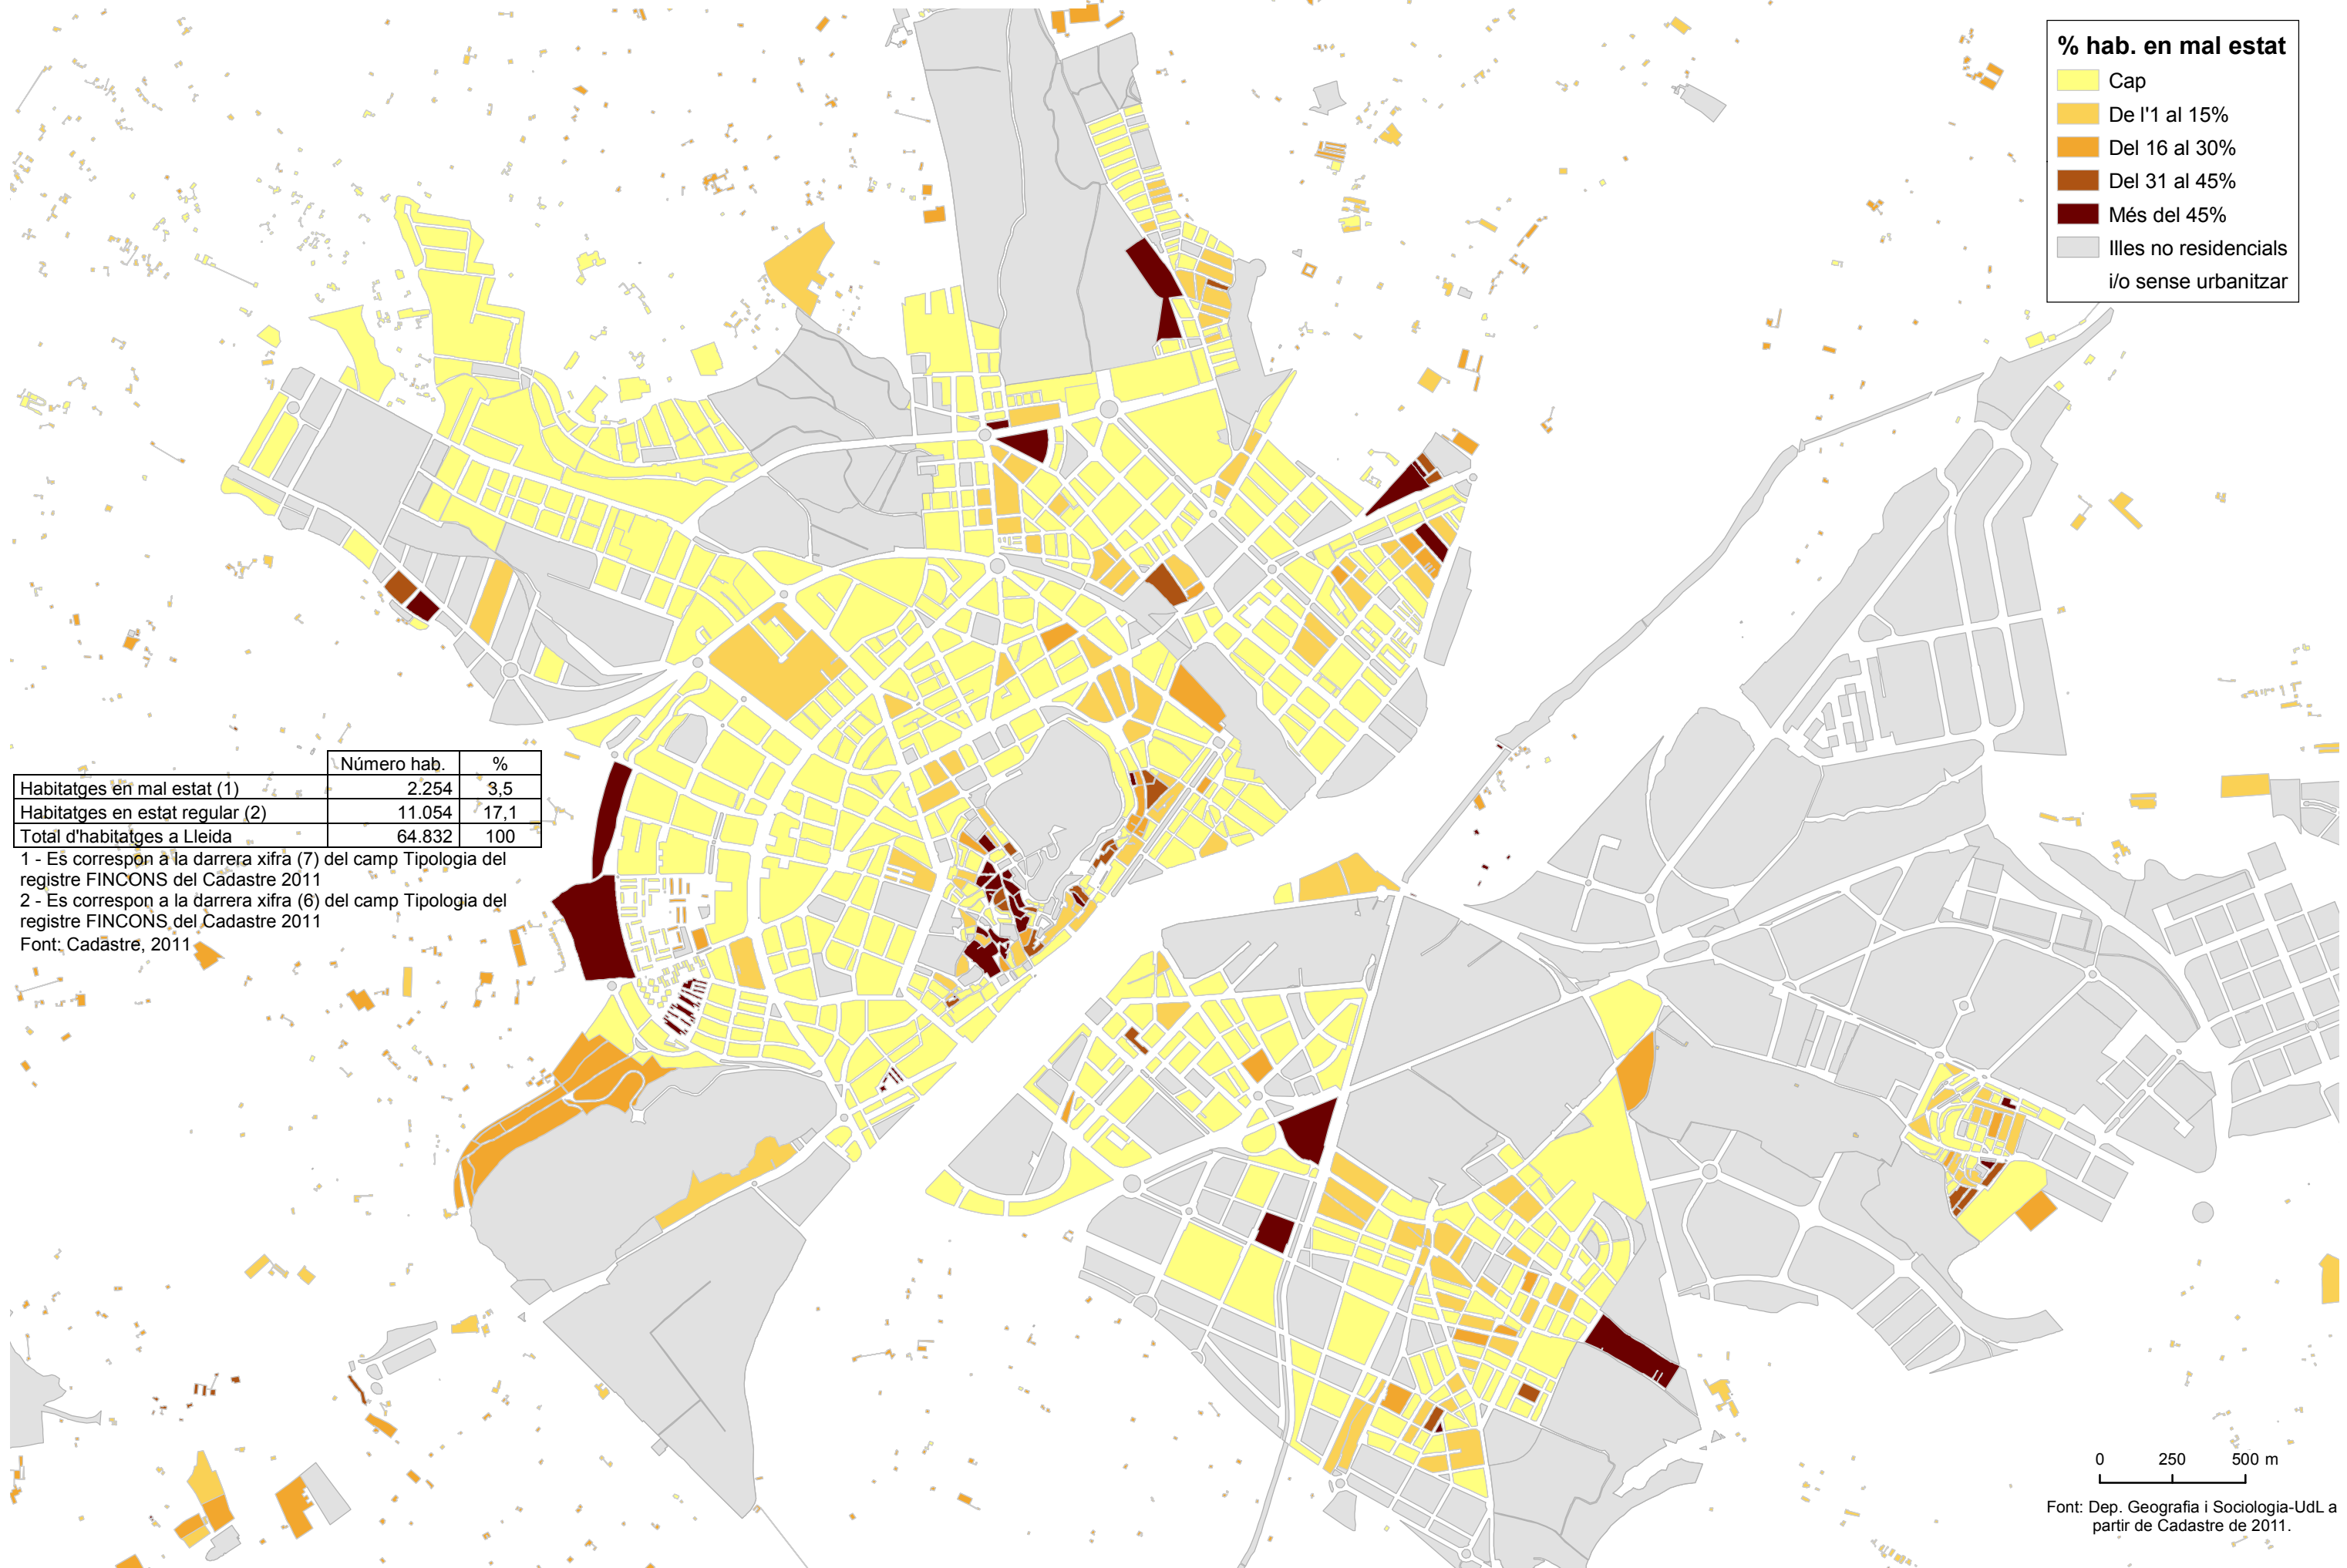 % hab. en mal estat
Cap
De l'1 al 15%
Del 16 al 30%
Del 31 al 45%
Més del 45%
Illes no residencials
i/o sense urbanitzar
Número hab. %
Habitatges en mal estat (1) 2.254 3,5
Habitatges en estat regular (2) 11.054 17,1
Total d'habitatges a Lleida 64.832 100
1 - Es correspon a la darrera xifra (7) del camp Tipologia del
registre FINCONS del Cadastre 2011
2 - Es correspon a la darrera xifra (6) del camp Tipologia del
registre FINCONS del Cadastre 2011
Font: Cadastre, 2011
0 250 500 m
Font: Dep. Geografia i Sociologia-UdL a
partir de Cadastre de 2011.